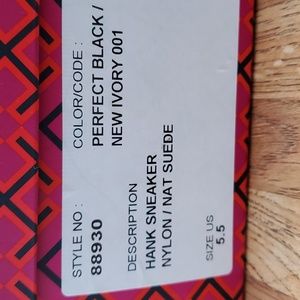 STYLE NO :
88930
COLOR/CODE :
PERFECT BLACK /
NEW IVORY 001
DESCRIPTION
HANK SNEAKER
NYLON / NAT SUEDE
SIZE US
5.5